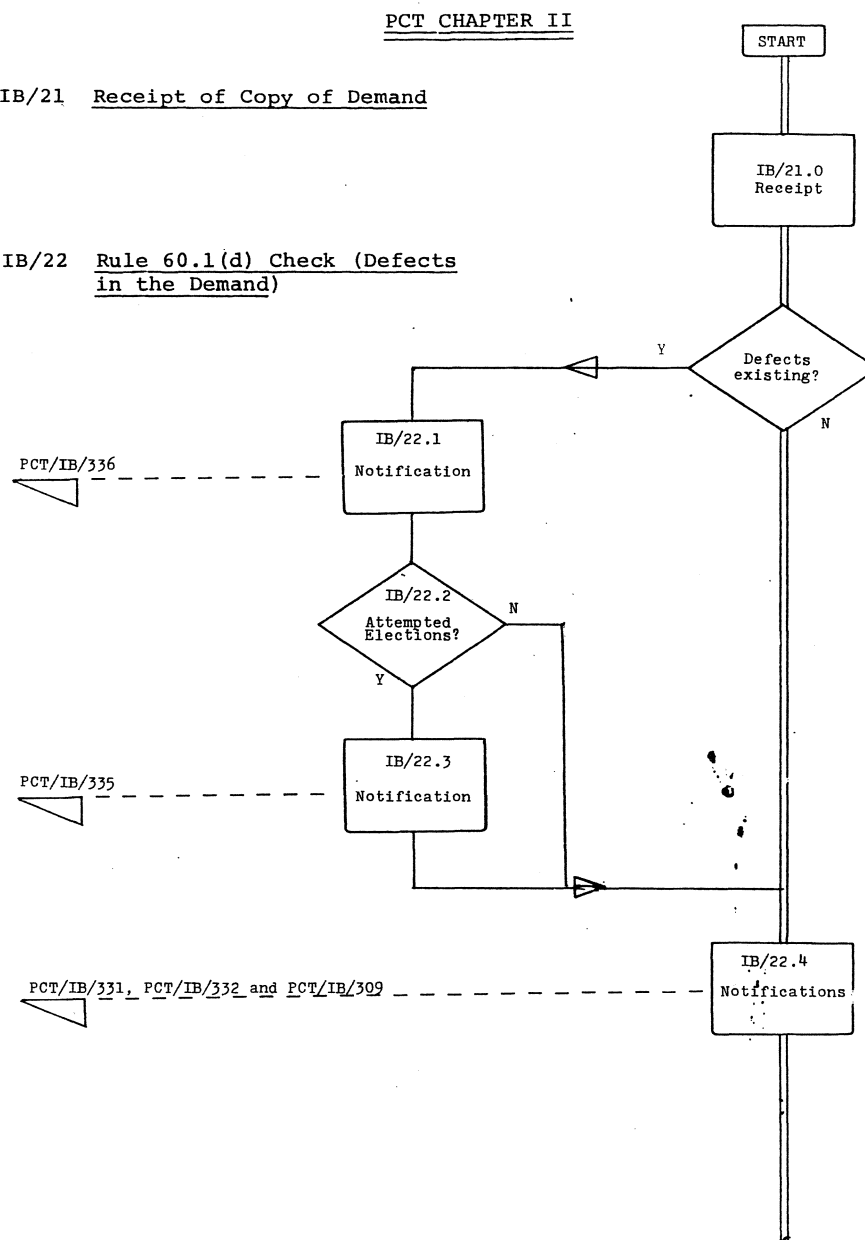 PCT CHAPTER II
START
IB/21 Receipt of Copy of Demand
IB/21.0
Receipt
IB/22 Rule 60.1(d) Check (Defects
in the Demand)
Y
Defects
existing?
N
IB/22.1
Notification
PCT/IB/336
IB/22.2
Attempted
Elections?
N
Y
IB/22.3
Notification
PCT/IB/335
IB/22.4
Notifications
PCT/IB/331, PCT/IB/332 and PCT/IB/309